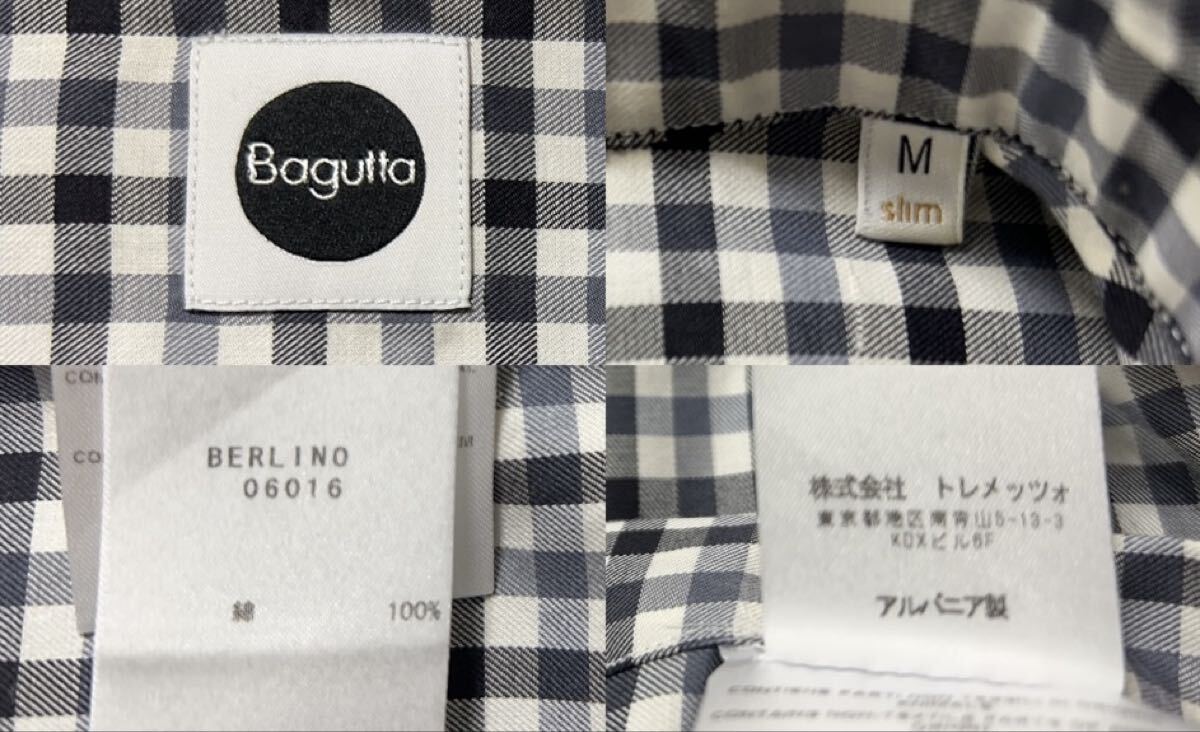 Bagutta
M
slim
COM
CO
M
BERLINO
06016
綿 100%
株式会社 トレメッツォ
東京都港区南青山5-13-3
KDXビル6F
アルバニア製